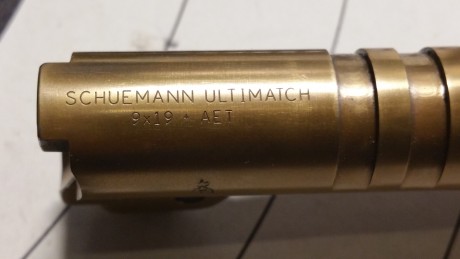 SCHUEMANN ULTIMATCH
9x19 • AET